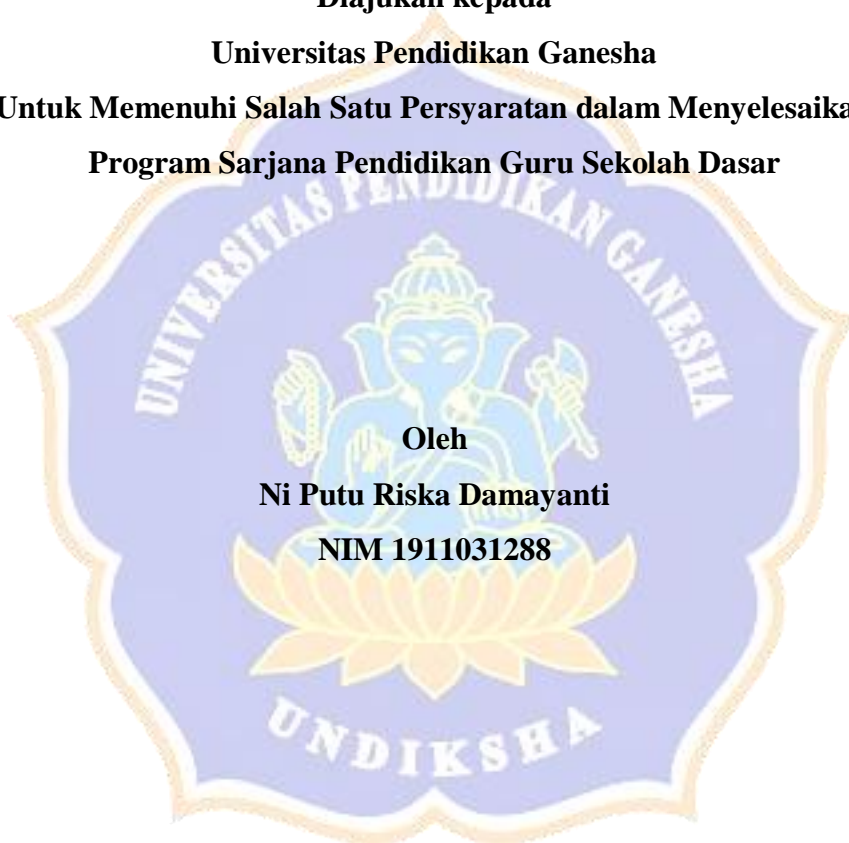 Diajukan kepada
Universitas Pendidikan Ganesha
Untuk Memenuhi Salah Satu Persyaratan dalam Menyelesaika
Program Sarjana Pendidikan Guru Sekolah Dasar
UNIVERSITAS PENDIDIKAN GANESHA
Oleh
Ni Putu Riska Damayanti
NIM 1911031288
UNDIKSHA